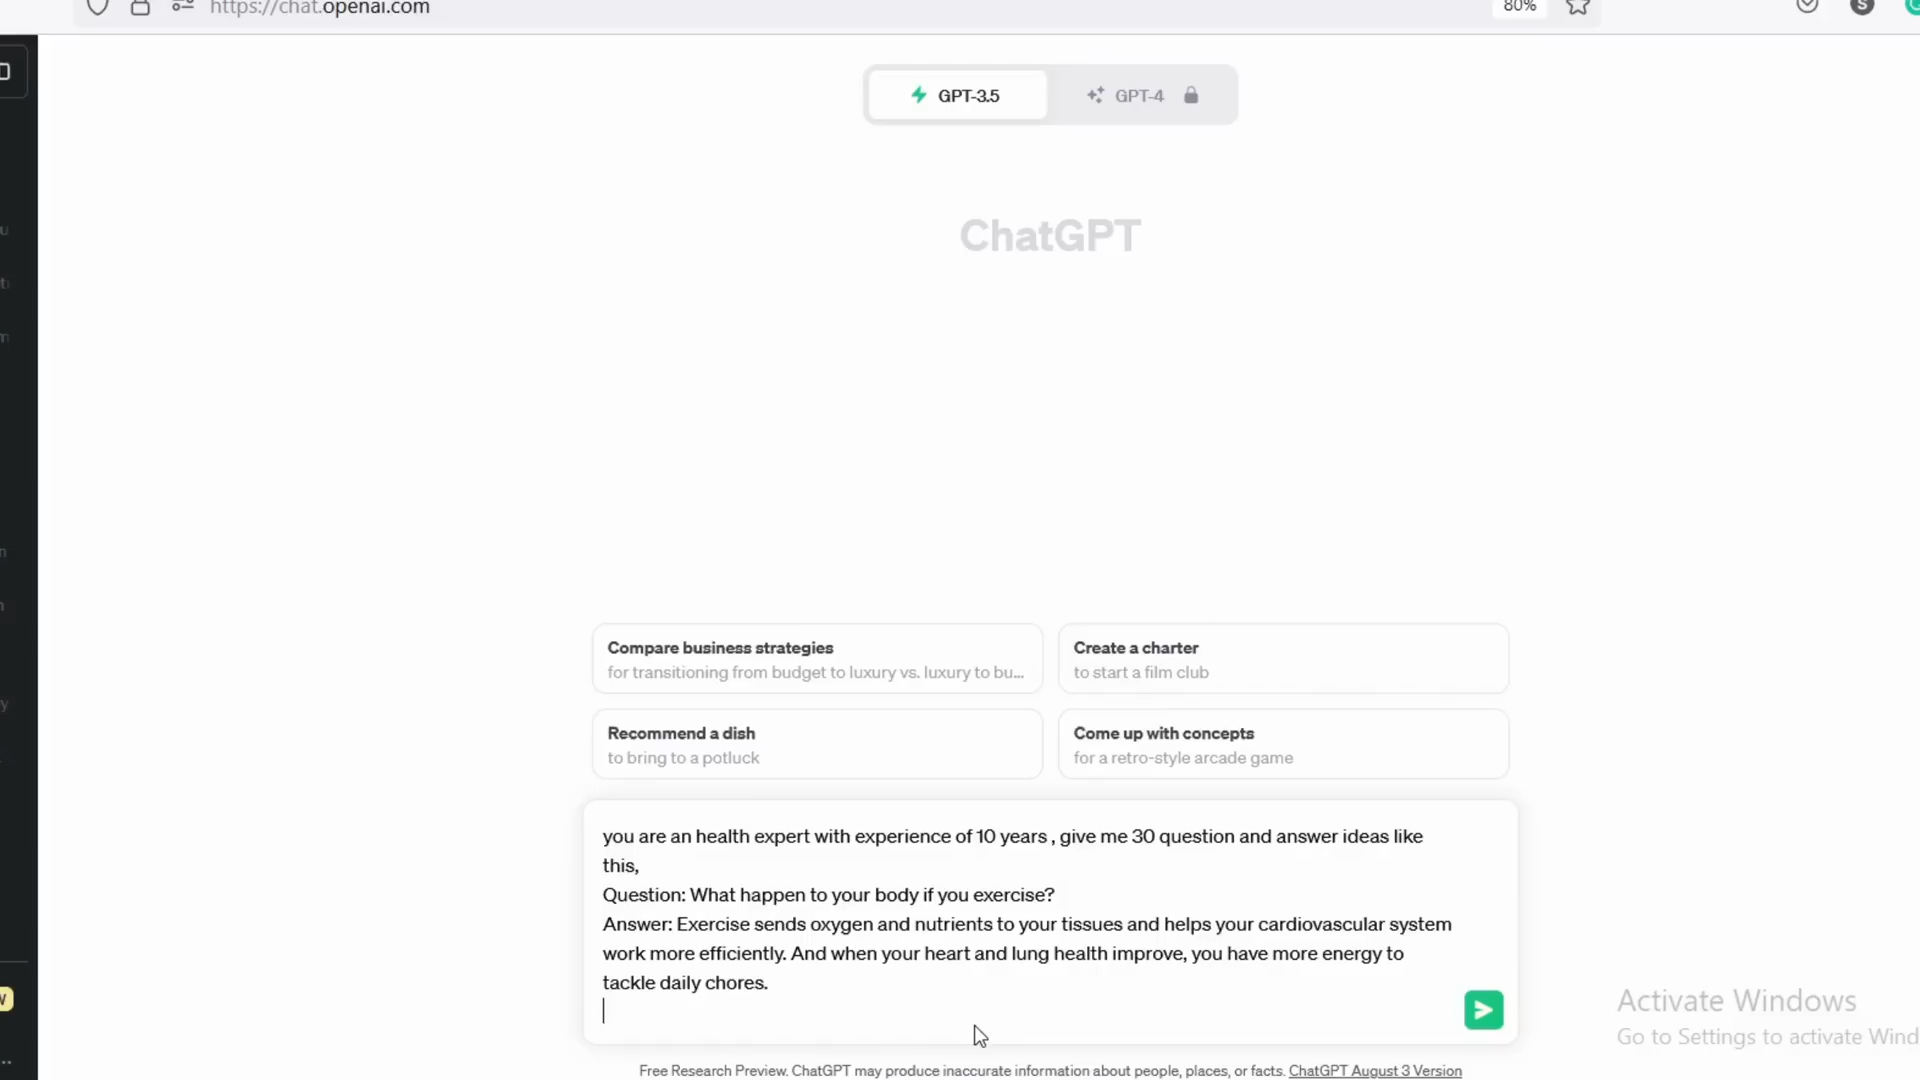 https://chat.openai.com
80%
S
GPT-3.5
GPT-4
ChatGPT
Compare business strategies
for transitioning from budget to luxury vs. luxury to bu...
Create a charter
to start a film club
Recommend a dish
to bring to a potluck
Come up with concepts
for a retro-style arcade game
you are an health expert with experience of 10 years , give me 30 question and answer ideas like
this,
Question: What happen to your body if you exercise?
Answer: Exercise sends oxygen and nutrients to your tissues and helps your cardiovascular system
work more efficiently. And when your heart and lung health improve, you have more energy to
tackle daily chores.
Activate Windows
Go to Settings to activate Wind
Free Research Preview. ChatGPT may produce inaccurate information about people, places, or facts. ChatGPT August 3 Version